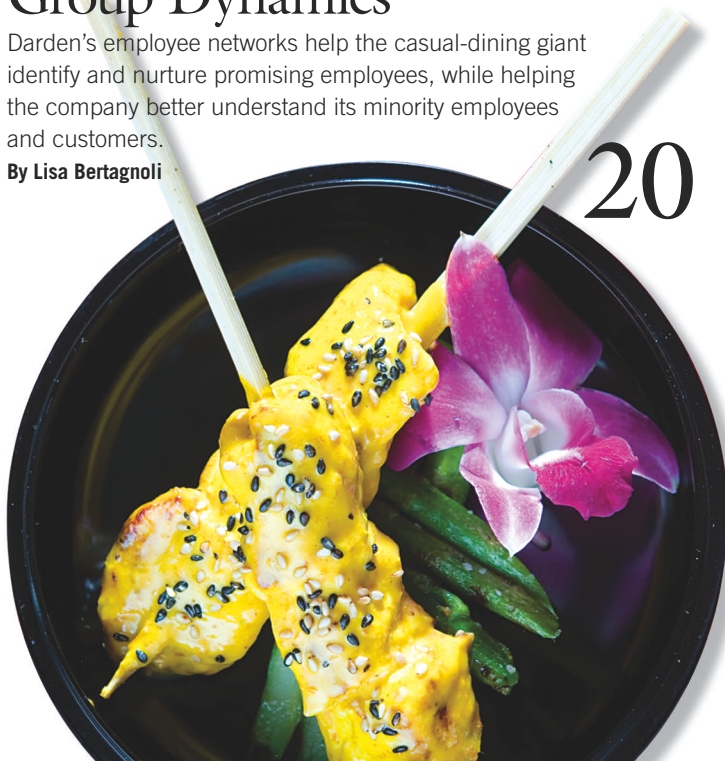 Group Dynamics
Darden’s employee networks help the casual-dining giant
identify and nurture promising employees, while helping
the company better understand its minority employees
and customers.
By Lisa Bertagnoli
20